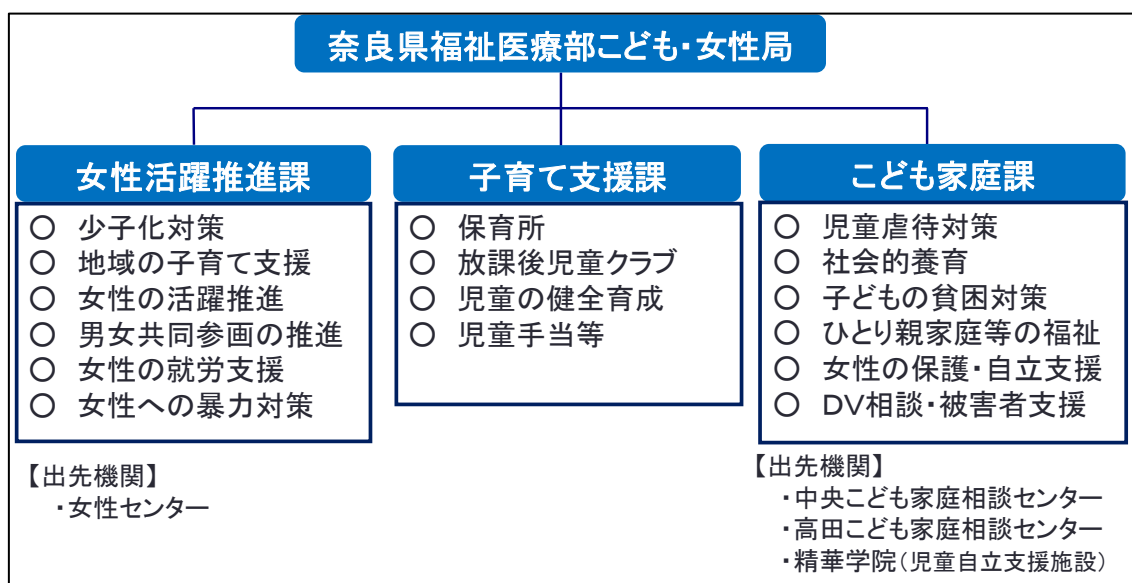 奈良県福祉医療部こども・女性局
女性活躍推進課
○ 少子化対策
○ 地域の子育て支援
○ 女性の活躍推進
○ 男女共同参画の推進
○ 女性の就労支援
○ 女性への暴力対策
【出先機関】
・女性センター
子育て支援課
○ 保育所
○ 放課後児童クラブ
○ 児童の健全育成
○ 児童手当等
こども家庭課
○ 児童虐待対策
○ 社会的養育
○ 子どもの貧困対策
○ ひとり親家庭等の福祉
○ 女性の保護・自立支援
○ DV相談・被害者支援
【出先機関】
・中央こども家庭相談センター
・高田こども家庭相談センター
・精華学院(児童自立支援施設)